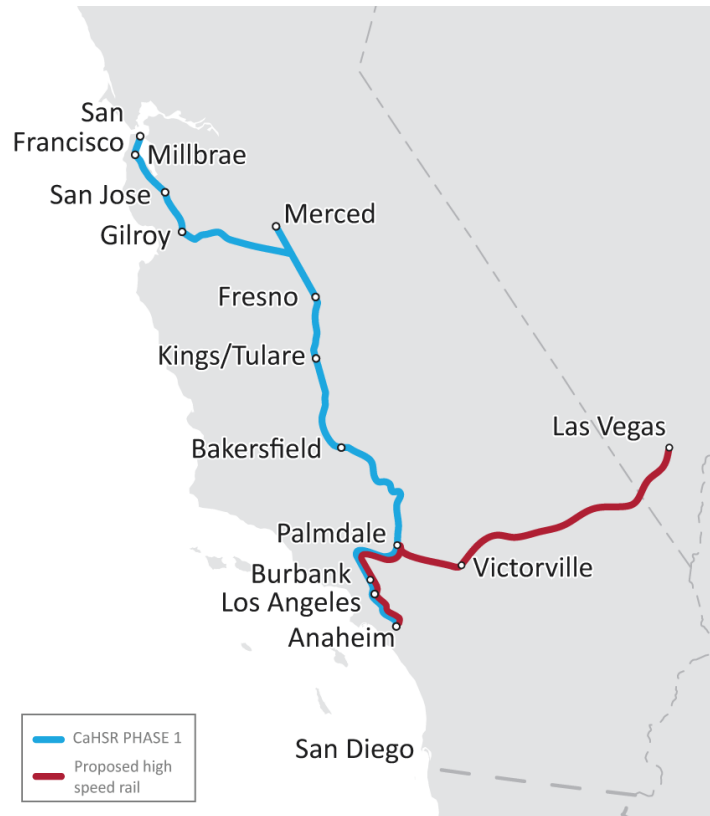 San
Francisco
Millbrae
San Jose
Merced
Gilroy
Fresno
Kings/Tulare
Las Vegas
Bakersfield
Palmdale
Victorville
Burbank
Los Angeles
Anaheim
San Diego
CaHSR PHASE 1
Proposed high
speed rail